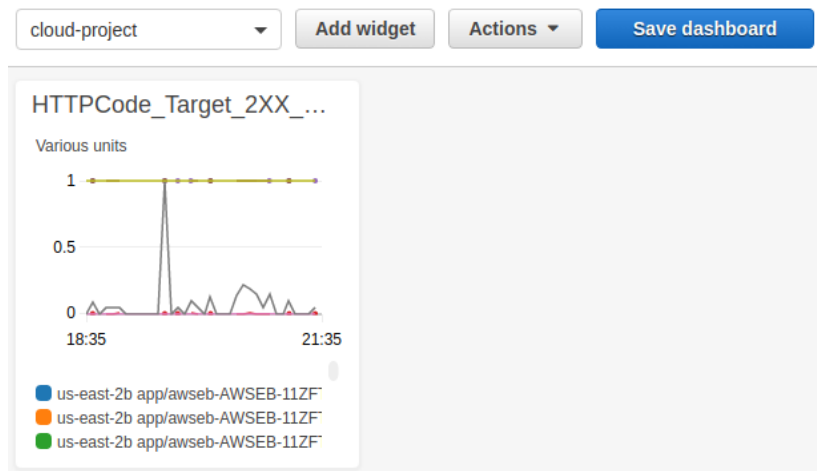 cloud-project Add widget Actions Save dashboard
HTTPCode_Target_2XX_...
Various units
1
0.5
0
18:35 21:35
us-east-2b app/awseb-AWSEB-11ZF
us-east-2b app/awseb-AWSEB-11ZF
us-east-2b app/awseb-AWSEB-11ZF